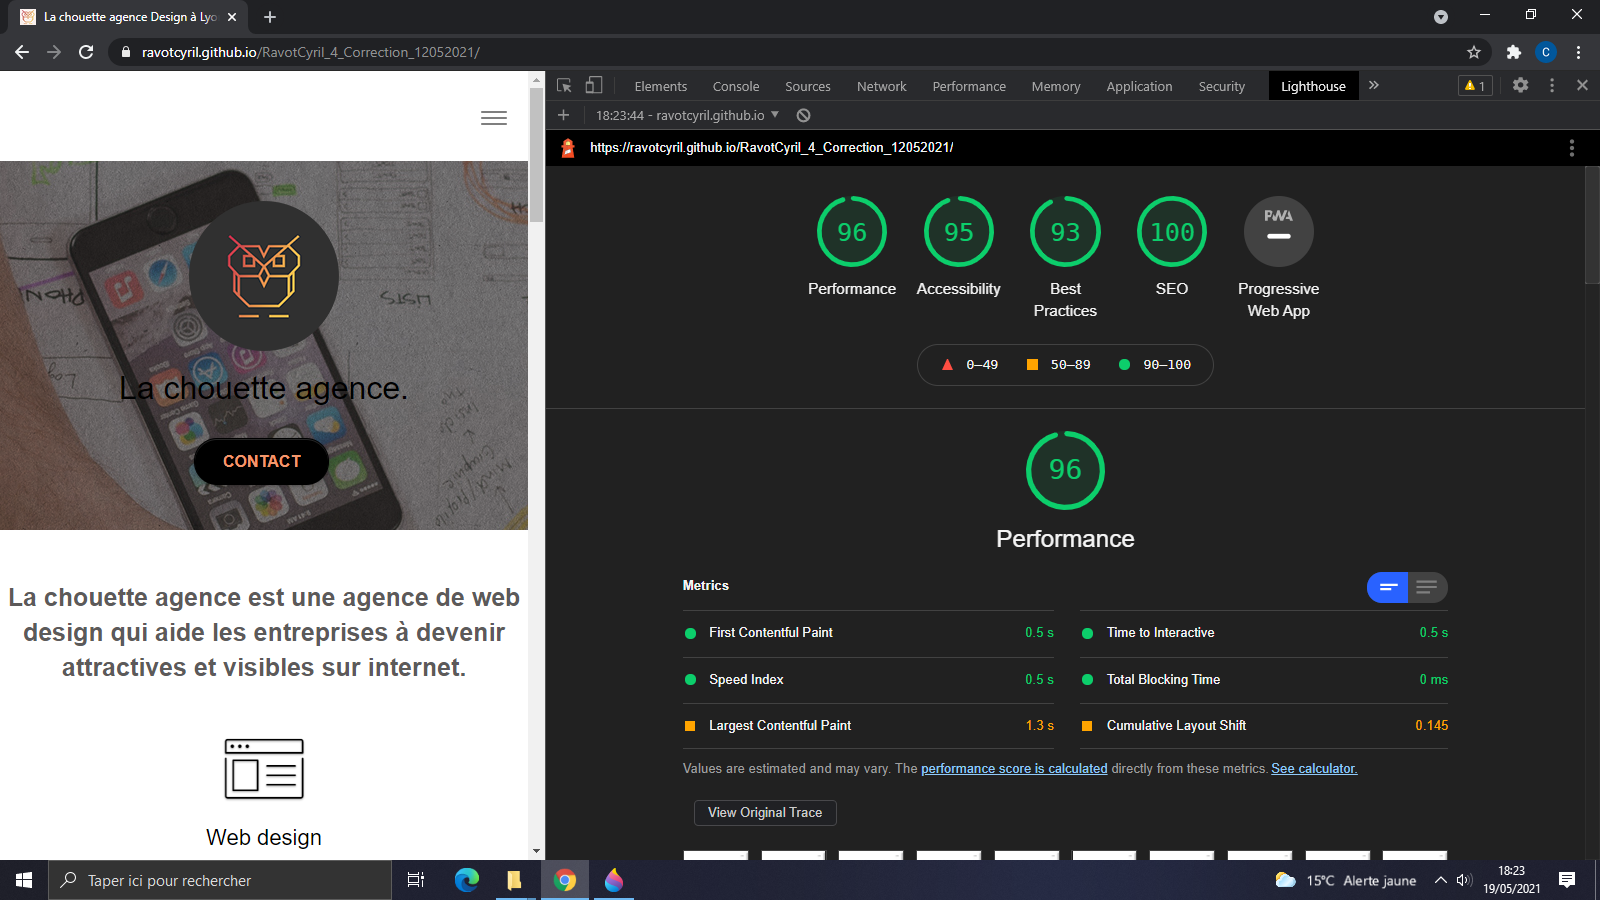 La chouette agence Design à Lyo
ravotcyril.github.io/RavotCyril_4_Correction_12052021/
C
Elements Console Sources Network Performance Memory Application Security Lighthouse
1
18:23:44 - ravotcyril.github.io
https://ravotcyril.github.io/RavotCyril_4_Correction_12052021/
La chouette agence.
CONTACT
La chouette agence est une agence de web
design qui aide les entreprises à devenir
attractives et visibles sur internet.
Web design
96 95 93 100 PWA
Performance Accessibility Best Practices SEO Progressive Web App
0–49 50–89 90–100
96
Performance
Metrics
First Contentful Paint 0.5 s
Time to Interactive 0.5 s
Speed Index 0.5 s
Total Blocking Time 0 ms
Largest Contentful Paint 1.3 s
Cumulative Layout Shift 0.145
Values are estimated and may vary. The performance score is calculated directly from these metrics. See calculator.
View Original Trace
Taper ici pour rechercher
15°C Alerte jaune
18:23
19/05/2021